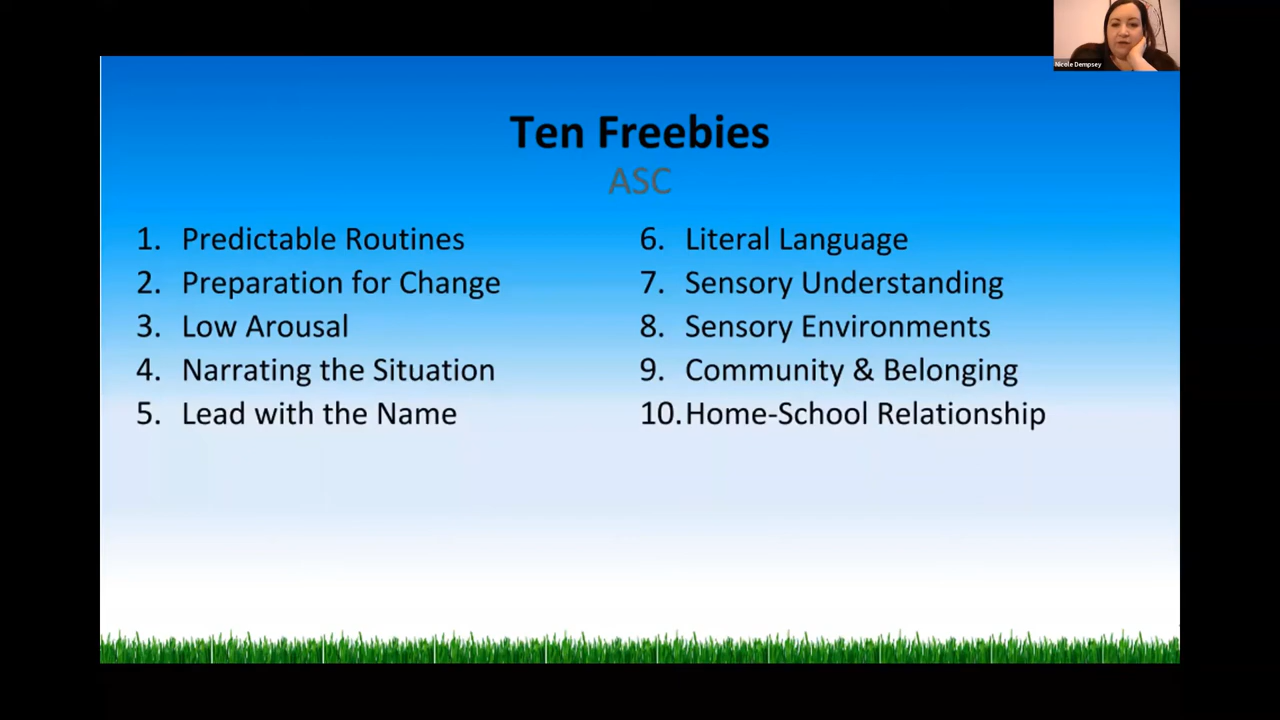 Nicole Dempsey
Ten Freebies
ASC
1. Predictable Routines
2. Preparation for Change
3. Low Arousal
4. Narrating the Situation
5. Lead with the Name
6. Literal Language
7. Sensory Understanding
8. Sensory Environments
9. Community & Belonging
10. Home-School Relationship